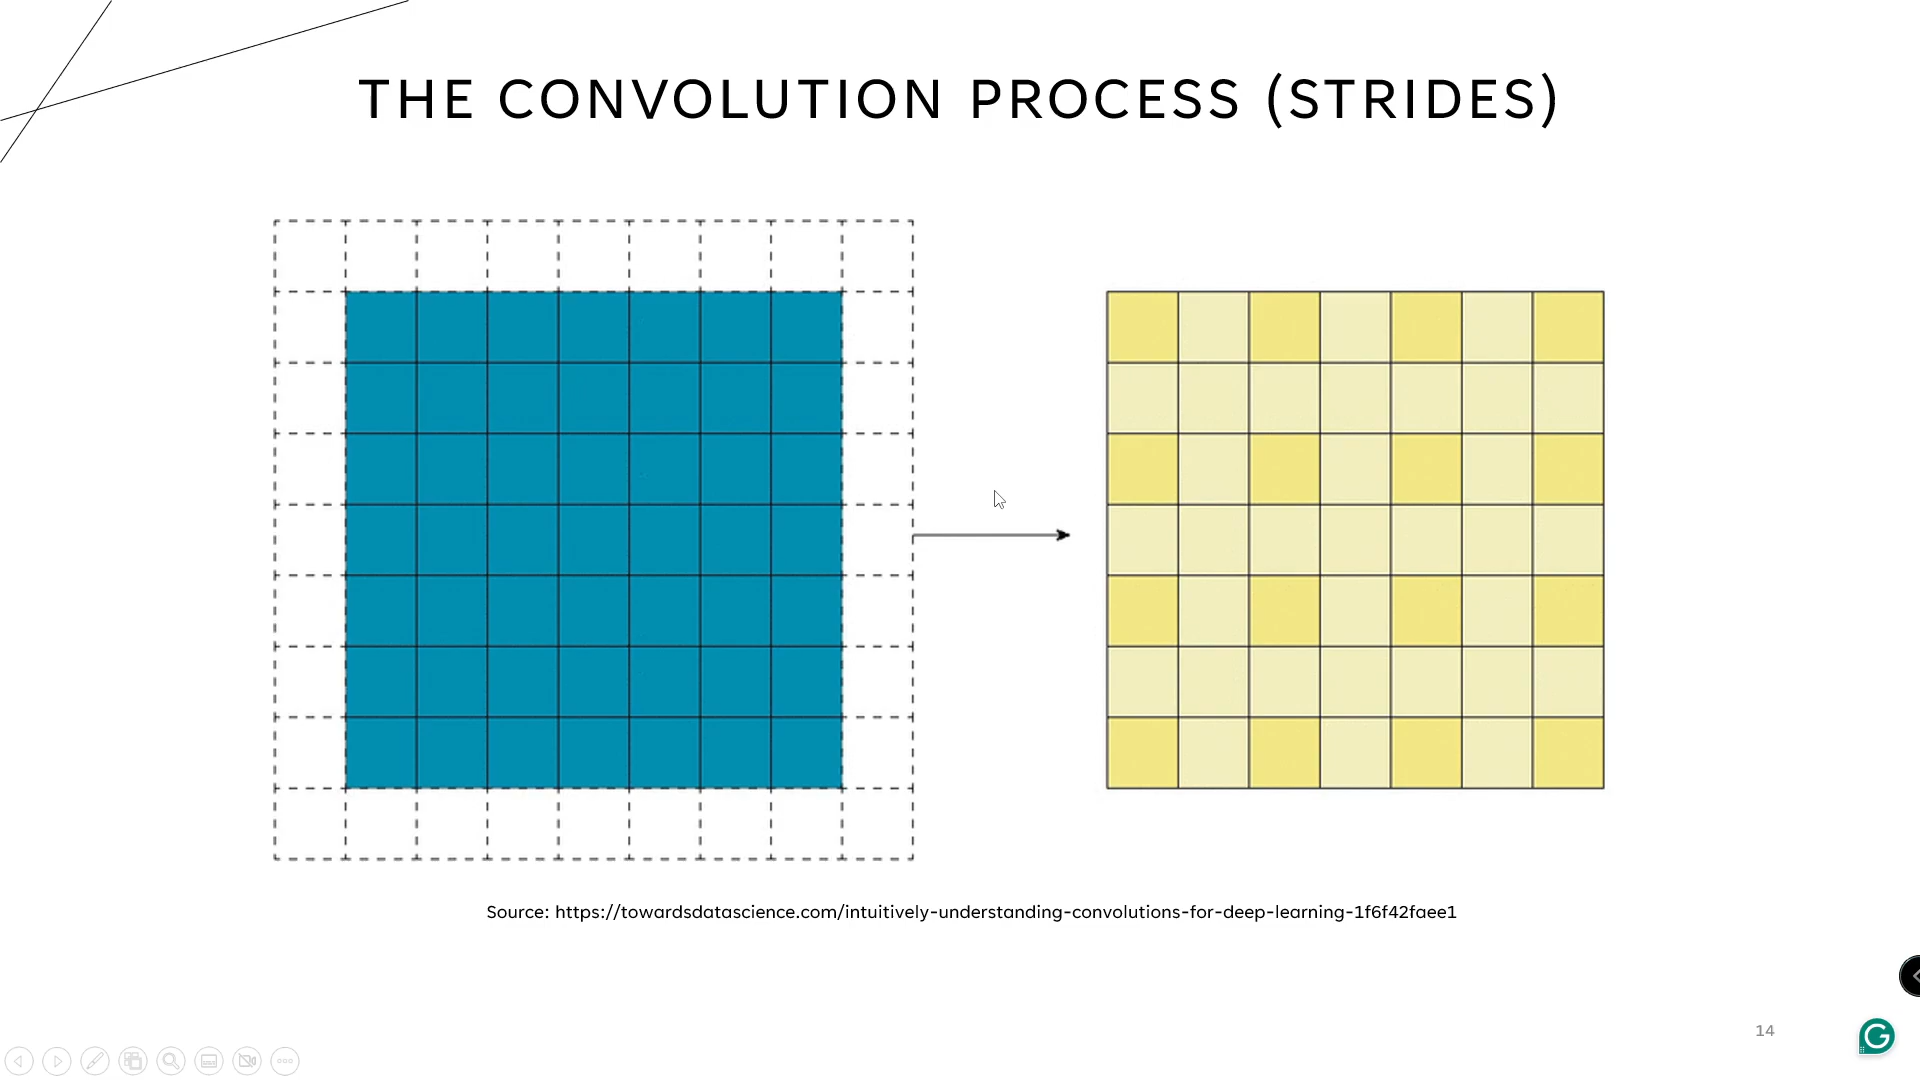 THE CONVOLUTION PROCESS (STRIDES)
Source: https://towardsdatascience.com/intuitively-understanding-convolutions-for-deep-learning-1f6f42faee1
14